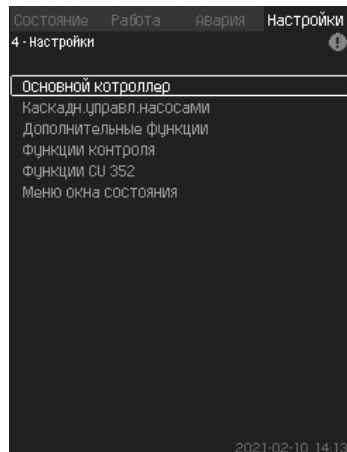 Состояние Работа Авария Настройки
4 - Настройки
Основной котроллер
Каскадн.управл.насосами
Дополнительные функции
Функции контроля
Функции CU 352
Меню окна состояния
2021-02-10 14:13